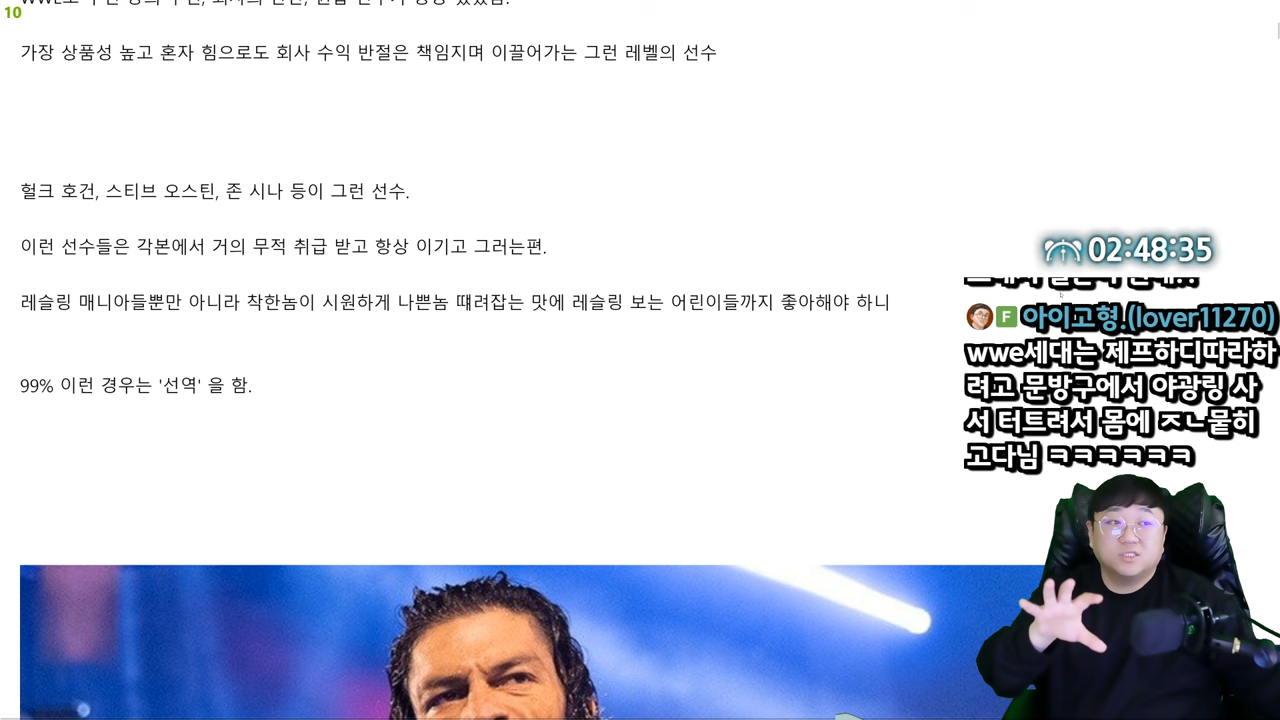 10
가장 상품성 높고 혼자 힘으로도 회사 수익 반절은 책임지며 이끌어가는 그런 레벨의 선수
헐크 호건, 스티브 오스틴, 존 시나 등이 그런 선수.
이런 선수들은 각본에서 거의 무적 취급 받고 항상 이기고 그러는편.
레슬링 매니아들뿐만 아니라 착한놈이 시원하게 나쁜놈 떄려잡는 맛에 레슬링 보는 어린이들까지 좋아해야 하니
99% 이런 경우는 '선역' 을 함.
02:48:35
F 아이고형.(lover11270)
wwe세대는 제프하디따라하
려고 문방구에서 야광링 사
서 터트려서 몸에 ㅈㄴ뭍히
고다님 ㅋㅋㅋㅋㅋㅋ